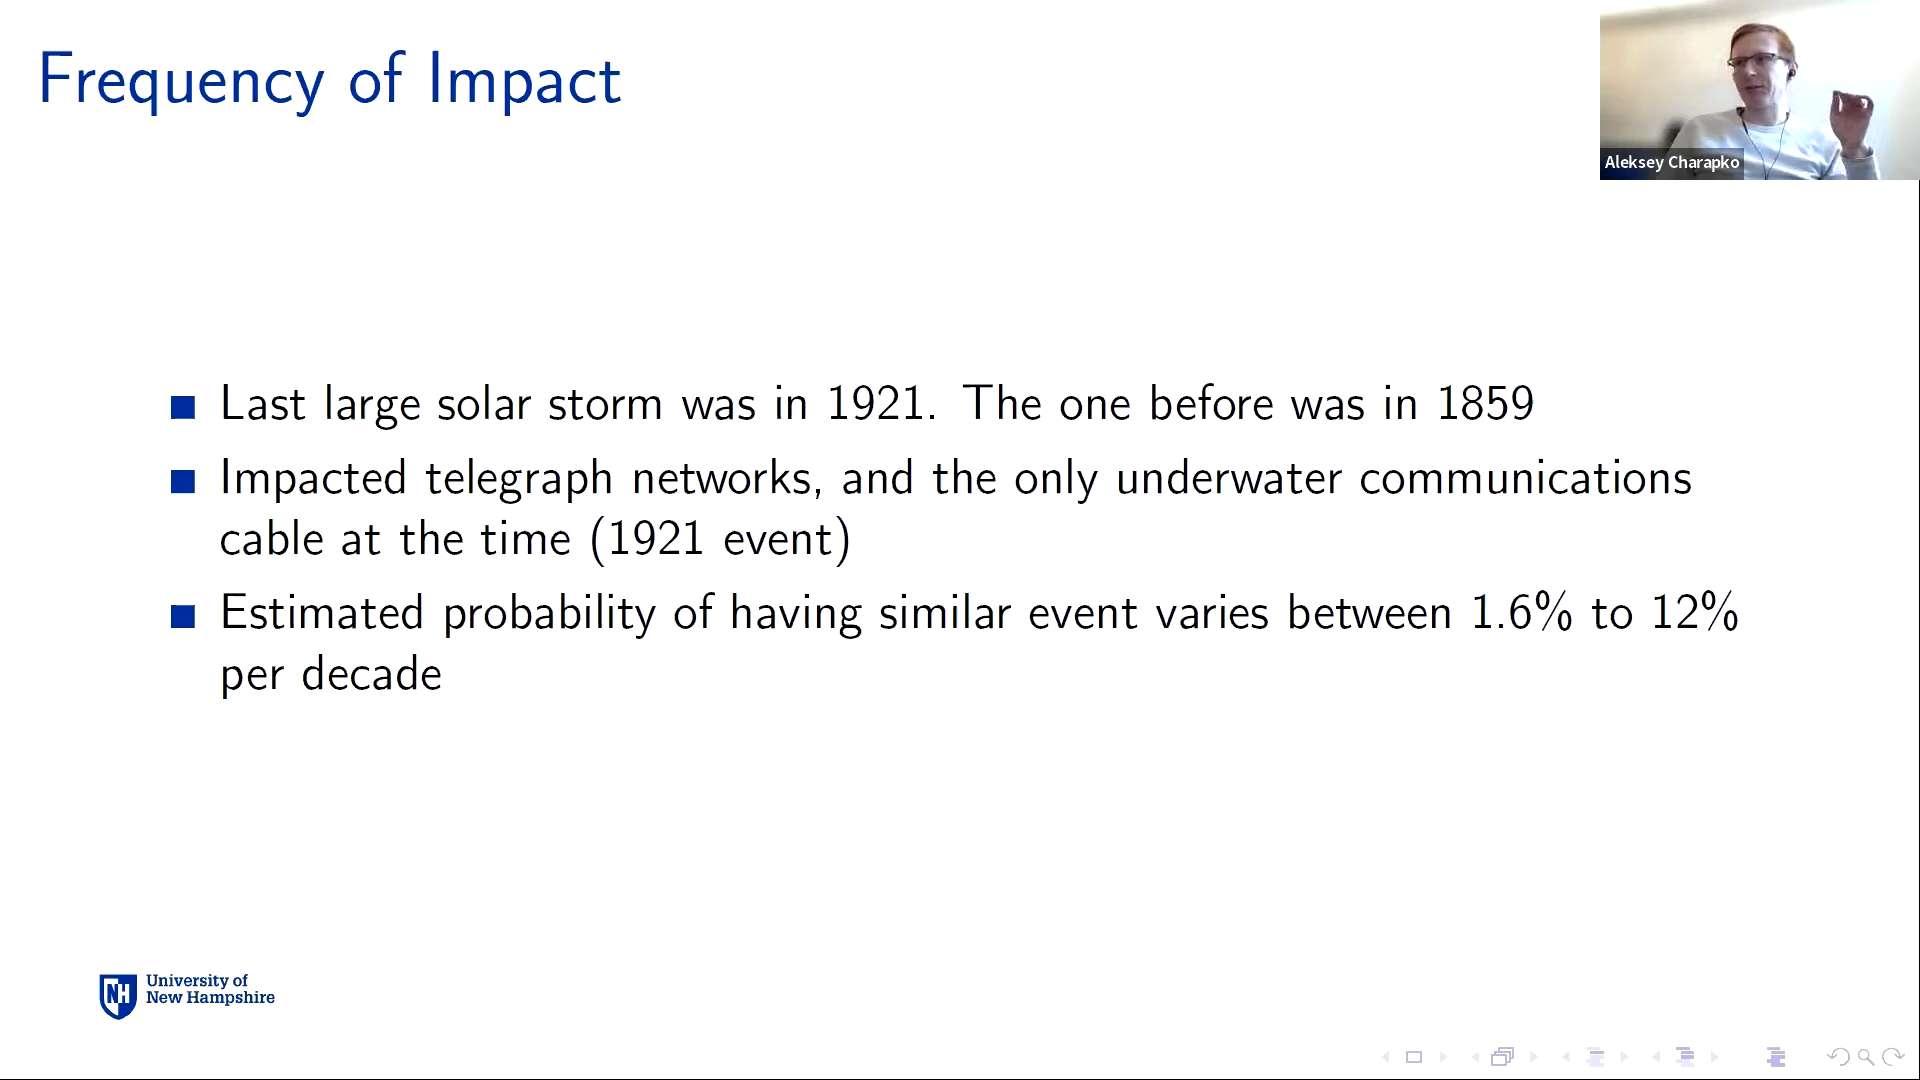 Frequency of Impact
Aleksey Charapko
Last large solar storm was in 1921. The one before was in 1859
Impacted telegraph networks, and the only underwater communications
cable at the time (1921 event)
Estimated probability of having similar event varies between 1.6% to 12%
per decade
NH
University of
New Hampshire